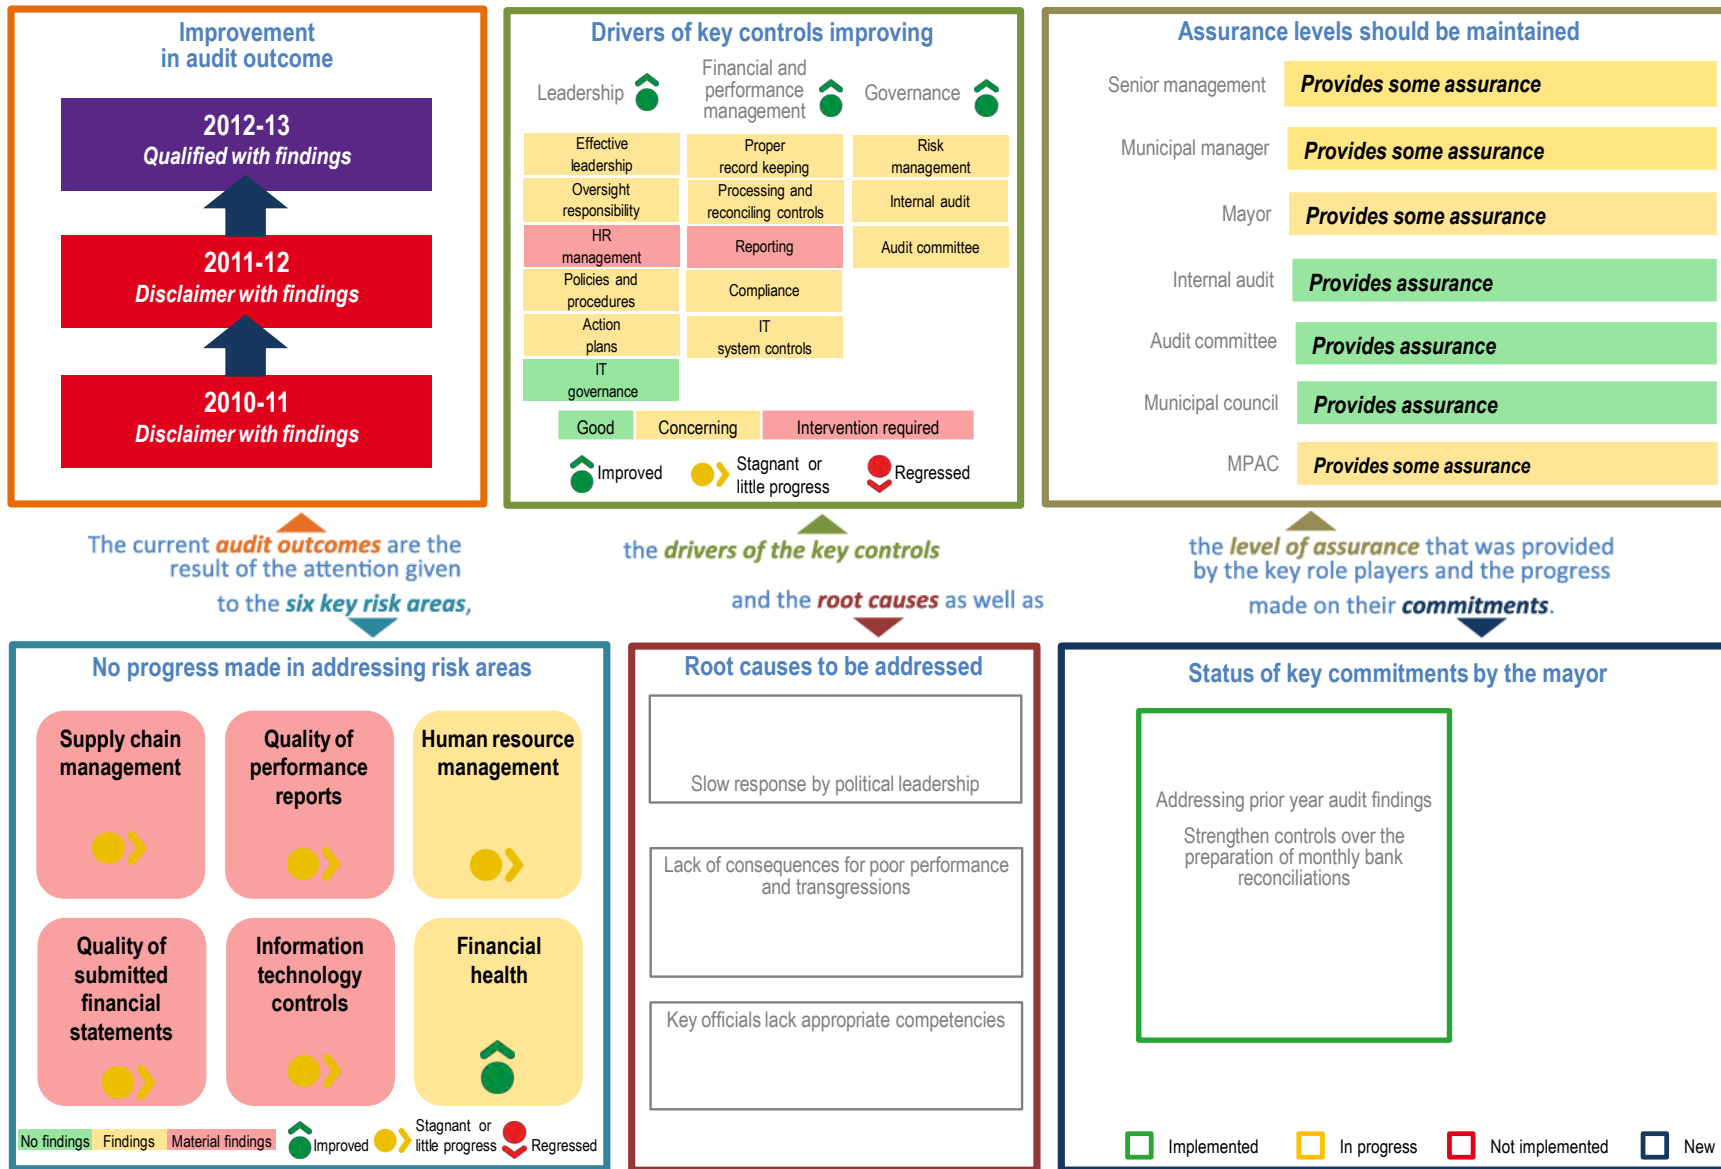 Improvement
in audit outcome
2012-13
Qualified with findings
2011-12
Disclaimer with findings
2010-11
Disclaimer with findings
Drivers of key controls improving
Leadership
Financial and
performance
management
Governance
Effective
leadership
Oversight
responsibility
HR
management
Policies and
procedures
Action
plans
IT
governance
Proper
record keeping
Processing and
reconciling controls
Reporting
Compliance
IT
system controls
Risk
management
Internal audit
Audit committee
Good
Concerning
Intervention required
Improved
Stagnant or
little progress
Regressed
Assurance levels should be maintained
Senior management
Provides some assurance
Municipal manager
Provides some assurance
Mayor
Provides some assurance
Internal audit
Provides assurance
Audit committee
Provides assurance
Municipal council
Provides assurance
MPAC
Provides some assurance
The current audit outcomes are the
result of the attention given
to the six key risk areas,
the drivers of the key controls
and the root causes as well as
the level of assurance that was provided
by the key role players and the progress
made on their commitments.
No progress made in addressing risk areas
Supply chain
management
Quality of
performance
reports
Human resource
management
Quality of
submitted
financial
statements
Information
technology
controls
Financial
health
No findings
Findings
Material findings
Improved
Stagnant or
little progress
Regressed
Root causes to be addressed
Slow response by political leadership
Lack of consequences for poor performance
and transgressions
Key officials lack appropriate competencies
Status of key commitments by the mayor
Addressing prior year audit findings
Strengthen controls over the
preparation of monthly bank
reconciliations
Implemented
In progress
Not implemented
New